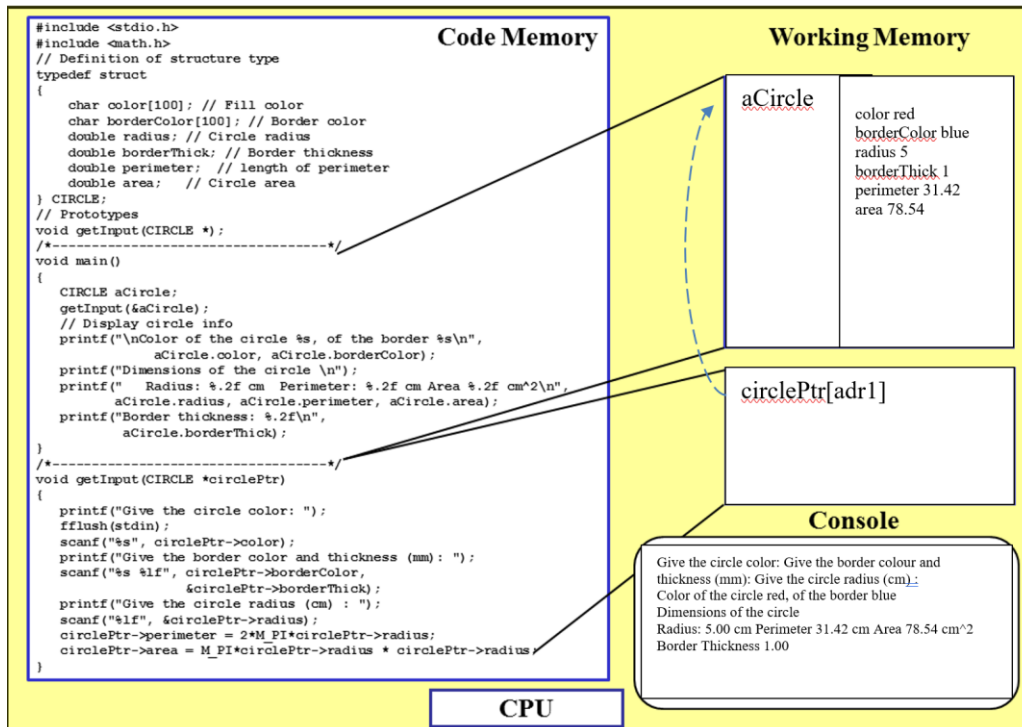 #include <stdio.h>
#include <math.h>
// Definition of structure type
typedef struct
{
    char color[100]; // Fill color
    char borderColor[100]; // Border color
    double radius; // Circle radius
    double borderThick; // Border thickness
    double perimeter;  // length of perimeter
    double area;   // Circle area
} CIRCLE;
// Prototypes
void getInput(CIRCLE *);
/*----------------------------------*/
void main()
{
   CIRCLE aCircle;
   getInput(&aCircle);
   // Display circle info
   printf("\nColor of the circle %s, of the border %s\n",
               aCircle.color, aCircle.borderColor);
   printf("Dimensions of the circle \n");
   printf("   Radius: %.2f cm  Perimeter: %.2f cm Area %.2f cm^2\n",
          aCircle.radius, aCircle.perimeter, aCircle.area);
   printf("Border thickness: %.2f\n",
           aCircle.borderThick);
}
/*----------------------------------*/
void getInput(CIRCLE *circlePtr)
{
   printf("Give the circle color: ");
   fflush(stdin);
   scanf("%s", circlePtr->color);
   printf("Give the border color and thickness (mm): ");
   scanf("%s %lf", circlePtr->borderColor,
                   &circlePtr->borderThick);
   printf("Give the circle radius (cm) : ");
   scanf("%lf", &circlePtr->radius);
   circlePtr->perimeter = 2*M_PI*circlePtr->radius;
   circlePtr->area = M_PI*circlePtr->radius * circlePtr->radius;
}
Code Memory
Working Memory
aCircle
color red
borderColor blue
radius 5
borderThick 1
perimeter 31.42
area 78.54
circlePtr[adr1]
Console
Give the circle color: Give the border colour and
thickness (mm): Give the circle radius (cm) :
Color of the circle red, of the border blue
Dimensions of the circle
Radius: 5.00 cm Perimeter 31.42 cm Area 78.54 cm^2
Border Thickness 1.00
CPU